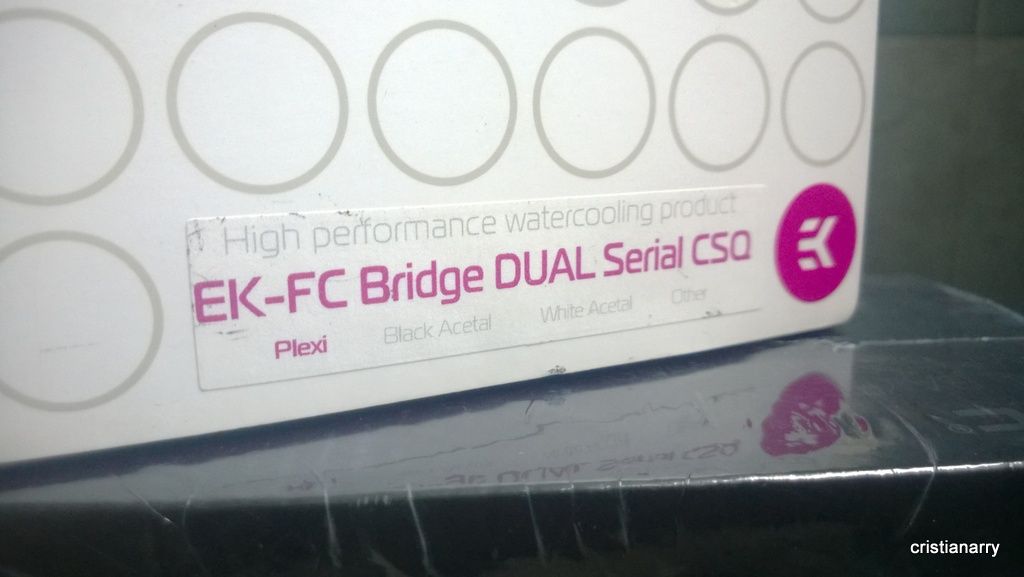 High performance watercooling product
EK-FC Bridge DUAL Serial CSQ
Plexi Black Acetal White Acetal Other
EK
cristianarry